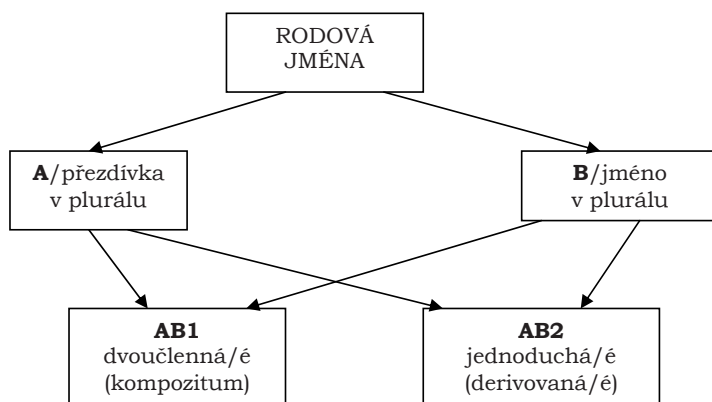 RODOVÁ
JMÉNA
A/přezdívka
v plurálu
B/jméno
v plurálu
AB1
dvoučlenná/é
(kompozitum)
AB2
jednoduchá/é
(derivovaná/é)